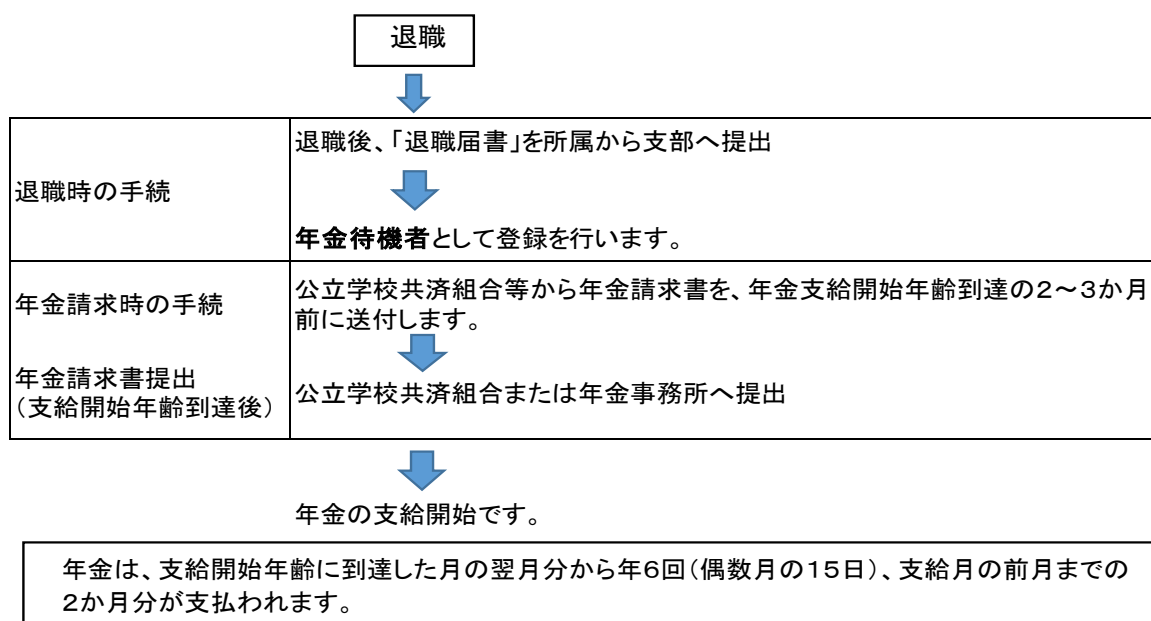 退職
退職後、「退職届書」を所属から支部へ提出
退職時の手続
年金待機者として登録を行います。
年金請求時の手続
公立学校共済組合等から年金請求書を、年金支給開始年齢到達の2~3か月
前に送付します。
年金請求書提出
(支給開始年齢到達後)
公立学校共済組合または年金事務所へ提出
年金の支給開始です。
年金は、支給開始年齢に到達した月の翌月分から年6回(偶数月の15日)、支給月の前月までの
2か月分が支払われます。